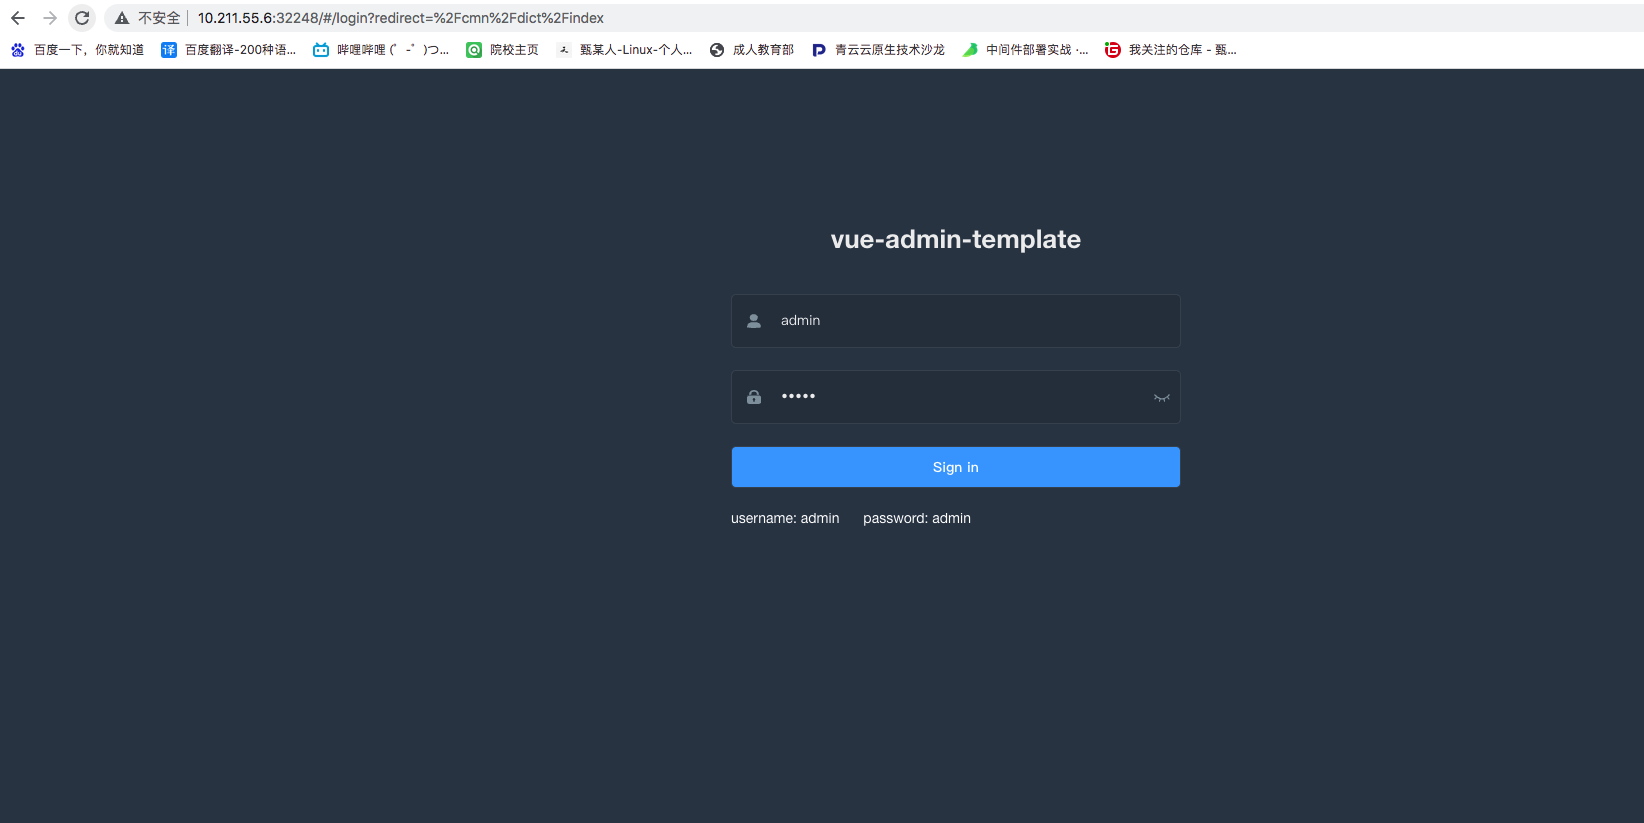 不安全 10.211.55.6:32248/#/login?redirect=%2Fcmn%2Fdict%2Findex
百度一下，你就知道 百度翻译-200种语... 哔哩哔哩 (゜-゜)つ... 院校主页 甄某人-Linux-个人... 成人教育部 青云云原生技术沙龙 中间件部署实战 ·... 我关注的仓库 - 甄...
vue-admin-template
admin
•••••
Sign in
username: admin password: admin